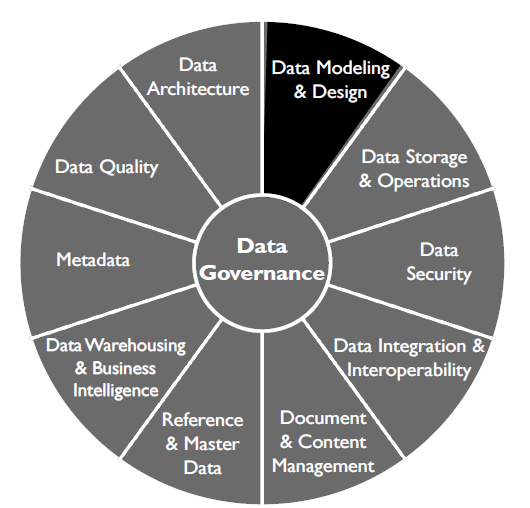 Data
Architecture
Data Modeling
& Design
Data Storage
& Operations
Data
Security
Data Integration &
Interoperability
Document
& Content
Management
Reference
& Master
Data
Data Warehousing
& Business
Intelligence
Metadata
Data Quality
Data
Governance